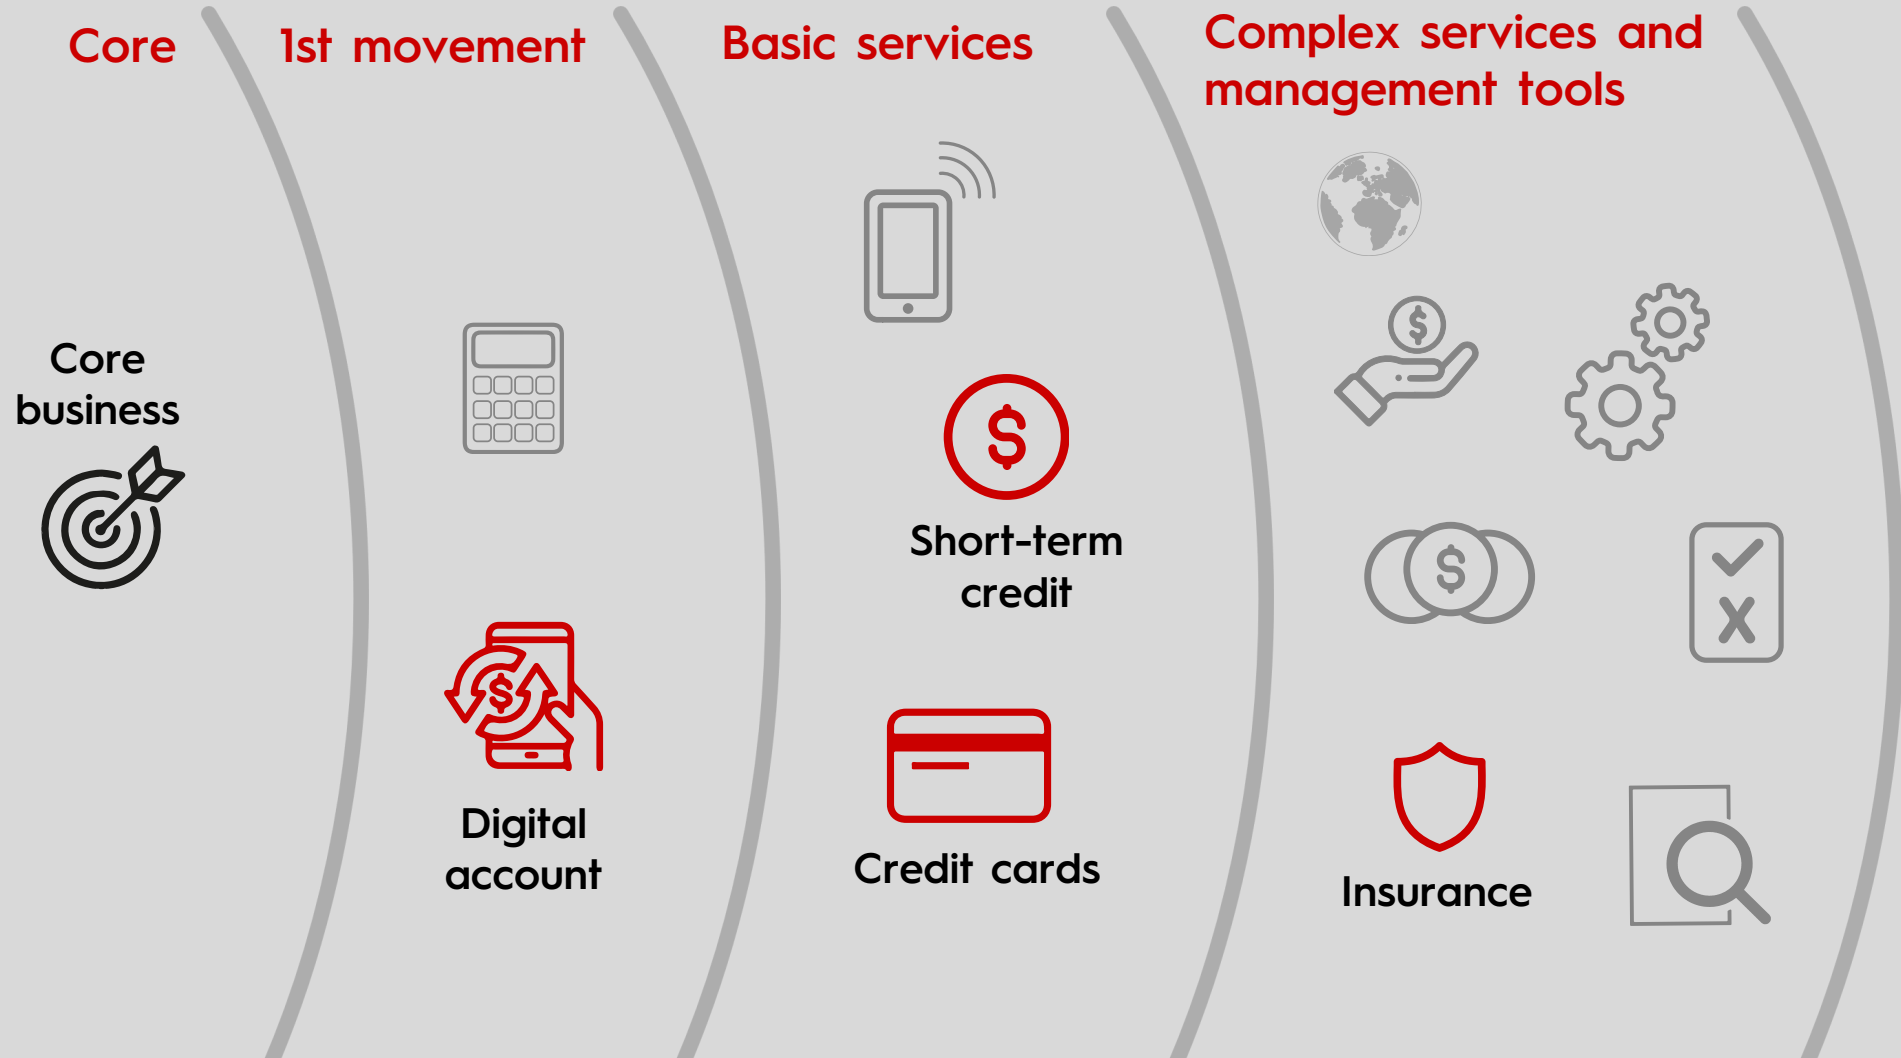 Core
1st movement
Basic services
Complex services and
management tools
Core
business
$
$
Short-term
credit
$
$
Digital
account
Credit cards
Insurance